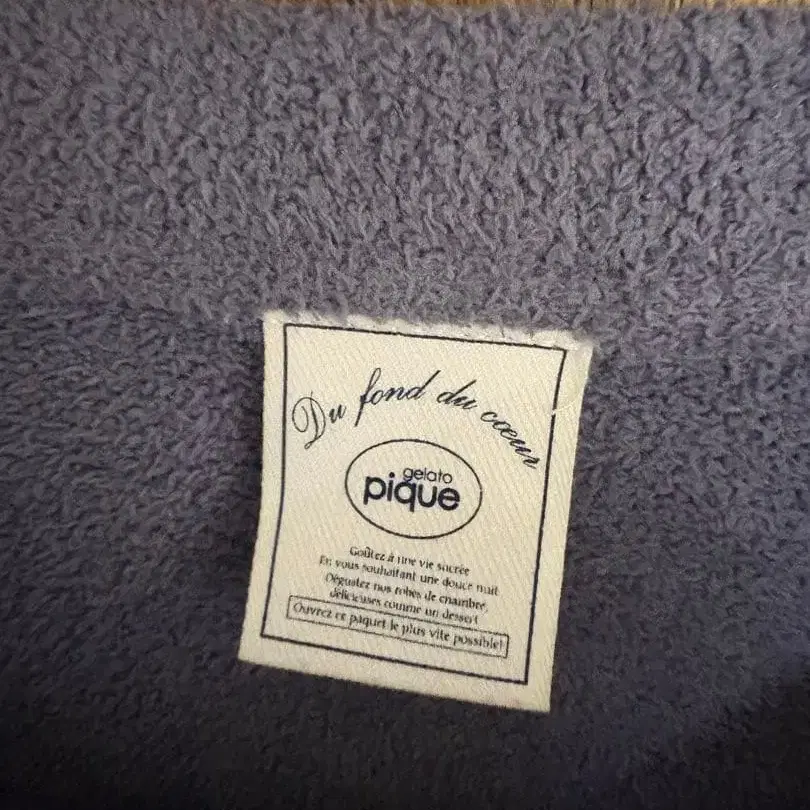 Du fond du cœur
gelato
pique
Goûtez à une vie sucrée
En vous souhaitant une douce nuit
Dégustez nos robes de chambre,
délicieuses comme un dessert
Ouvrez ce paquet le plus vite possible!